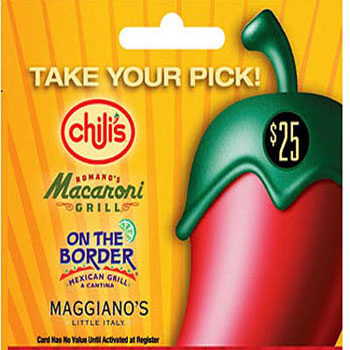 TAKE YOUR PICK!
chili's
$25
ROMANO'S
Macaroni
GRILL
ON THE
BORDER
MEXICAN GRILL
& CANTINA
MAGGIANO'S
LITTLE ITALY
Card Has No Value Until Activated at Register